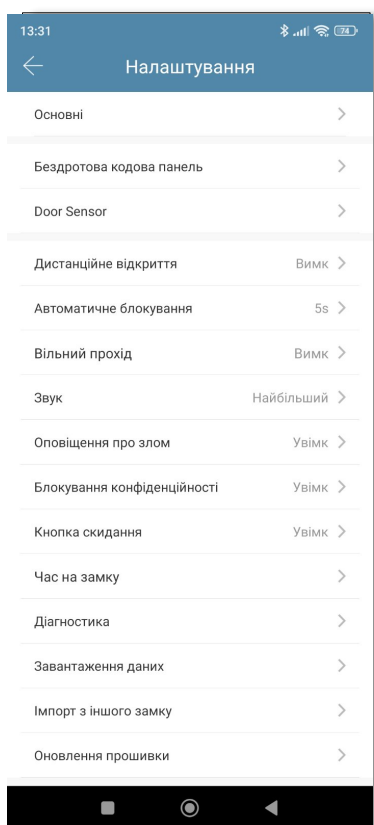 13:31
74
Налаштування
Основні
Бездротова кодова панель
Door Sensor
Дистанційне відкриття Вимк
Автоматичне блокування 5s
Вільний прохід Вимк
Звук Найбільший
Оповіщення про злом Увімк
Блокування конфіденційності Увімк
Кнопка скидання Увімк
Час на замку
Діагностика
Завантаження даних
Імпорт з іншого замку
Оновлення прошивки